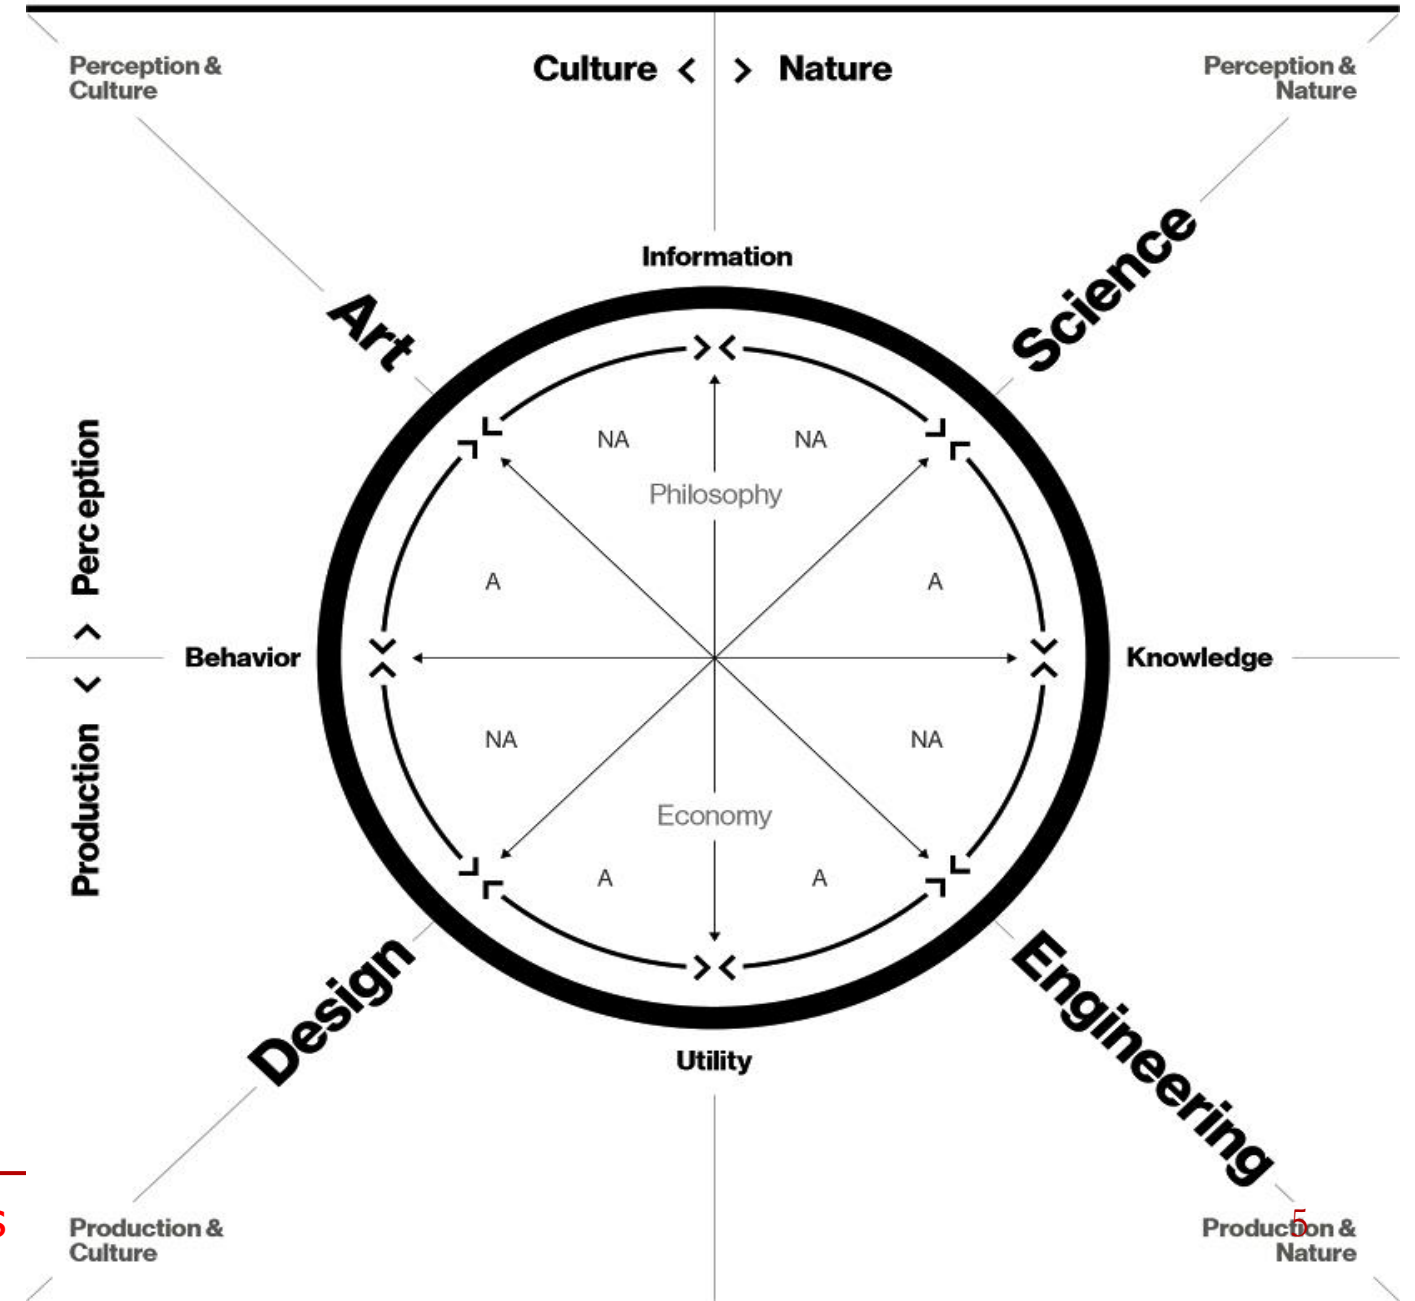 Perception &
Culture
Culture < > Nature
Perception &
Nature
Information
Art
Science
NA
NA
Philosophy
Production < > Perception
A
A
Behavior
Knowledge
NA
NA
Economy
A
A
Design
Engineering
Utility
s
5
Production &
Culture
Production &
Nature